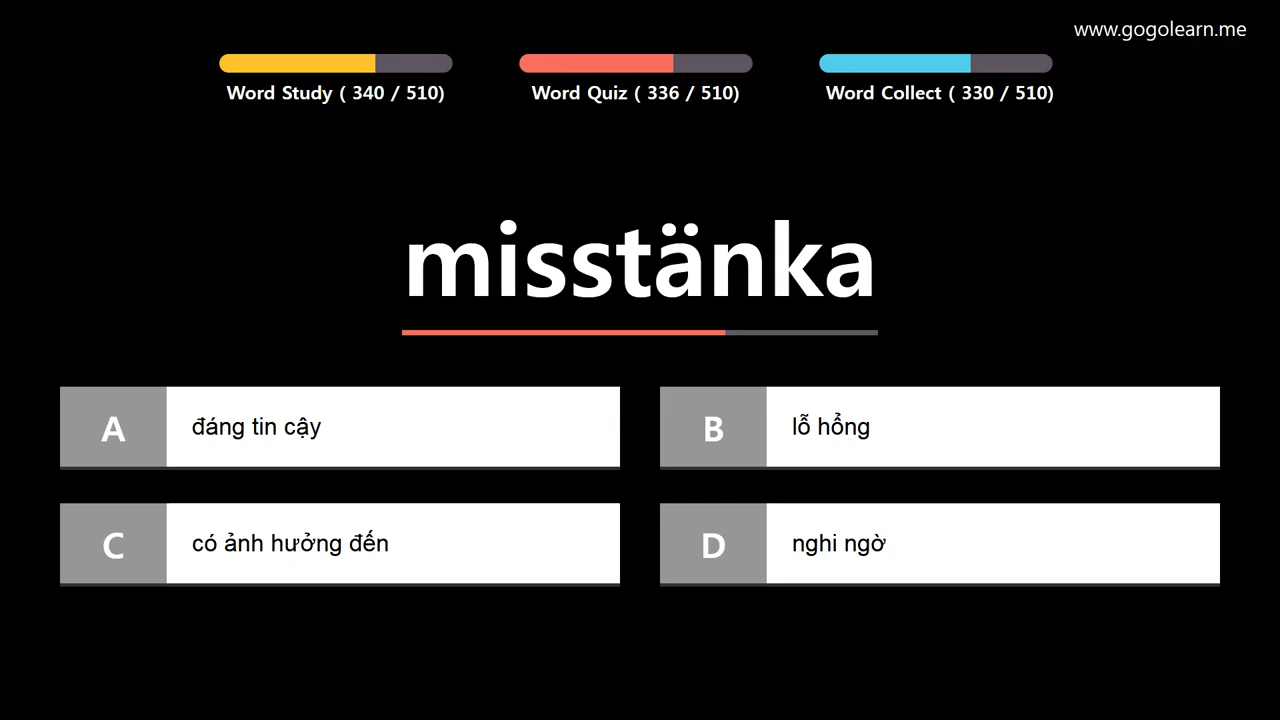 www.gogolearn.me
Word Study ( 340 / 510)
Word Quiz ( 336 / 510)
Word Collect ( 330 / 510)
misstänka
A
đáng tin cậy
B
lỗ hổng
C
có ảnh hưởng đến
D
nghi ngờ